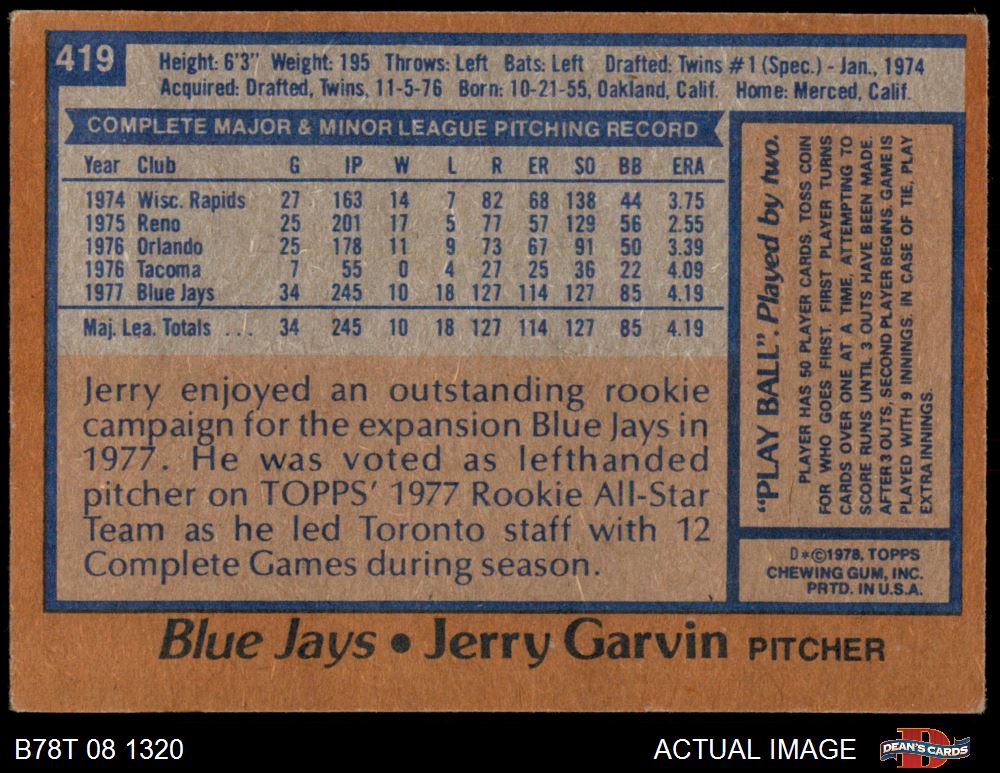 419
Height: 6'3" Weight: 195 Throws: Left Bats: Left Drafted: Twins #1 (Spec.) - Jan., 1974
Acquired: Drafted, Twins, 11-5-76 Born: 10-21-55, Oakland, Calif. Home: Merced, Calif.
COMPLETE MAJOR & MINOR LEAGUE PITCHING RECORD
Year Club G IP W L R ER SO BB ERA
1974 Wisc. Rapids 27 163 14 7 82 68 138 44 3.75
1975 Reno 25 201 17 5 77 57 129 56 2.55
1976 Orlando 25 178 11 9 73 67 91 50 3.39
1976 Tacoma 7 55 0 4 27 25 36 22 4.09
1977 Blue Jays 34 245 10 18 127 114 127 85 4.19
Maj. Lea. Totals ... 34 245 10 18 127 114 127 85 4.19
Jerry enjoyed an outstanding rookie
campaign for the expansion Blue Jays in
1977. He was voted as lefthanded
pitcher on TOPPS' 1977 Rookie All-Star
Team as he led Toronto staff with 12
Complete Games during season.
"PLAY BALL". Played by two.
PLAYER HAS 50 PLAYER CARDS. TOSS COIN
FOR WHO GOES FIRST. FIRST PLAYER TURNS
CARDS OVER ONE AT A TIME, ATTEMPTING TO
SCORE RUNS UNTIL 3 OUTS HAVE BEEN MADE.
AFTER 3 OUTS, SECOND PLAYER BEGINS. GAME IS
PLAYED WITH 9 INNINGS. IN CASE OF TIE, PLAY
EXTRA INNINGS.
D*©1978, TOPPS
CHEWING GUM, INC.
PRTD. IN U.S.A.
Blue Jays • Jerry Garvin PITCHER
B78T 08 1320
ACTUAL IMAGE
DEAN'S CARDS